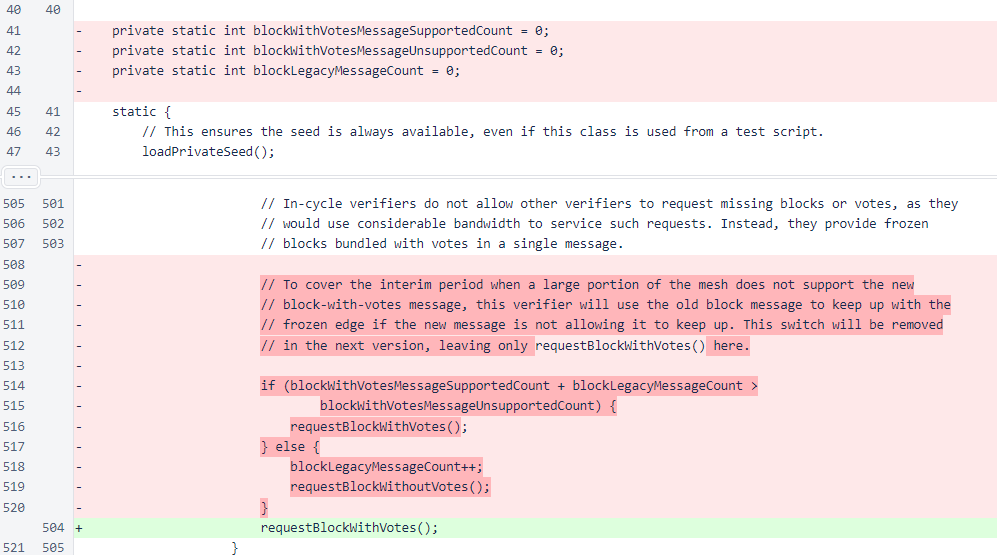 40 40
41 - private static int blockWithVotesMessageSupportedCount = 0;
42 - private static int blockWithVotesMessageUnsupportedCount = 0;
43 - private static int blockLegacyMessageCount = 0;
44 -
45 41 static {
46 42 // This ensures the seed is always available, even if this class is used from a test script.
47 43 loadPrivateSeed();
...
505 501 // In-cycle verifiers do not allow other verifiers to request missing blocks or votes, as they
506 502 // would use considerable bandwidth to service such requests. Instead, they provide frozen
507 503 // blocks bundled with votes in a single message.
508 -
509 - // To cover the interim period when a large portion of the mesh does not support the new
510 - // block-with-votes message, this verifier will use the old block message to keep up with the
511 - // frozen edge if the new message is not allowing it to keep up. This switch will be removed
512 - // in the next version, leaving only requestBlockWithVotes() here.
513 -
514 - if (blockWithVotesMessageSupportedCount + blockLegacyMessageCount >
515 - blockWithVotesMessageUnsupportedCount) {
516 - requestBlockWithVotes();
517 - } else {
518 - blockLegacyMessageCount++;
519 - requestBlockWithoutVotes();
520 - }
504 + requestBlockWithVotes();
521 505 }